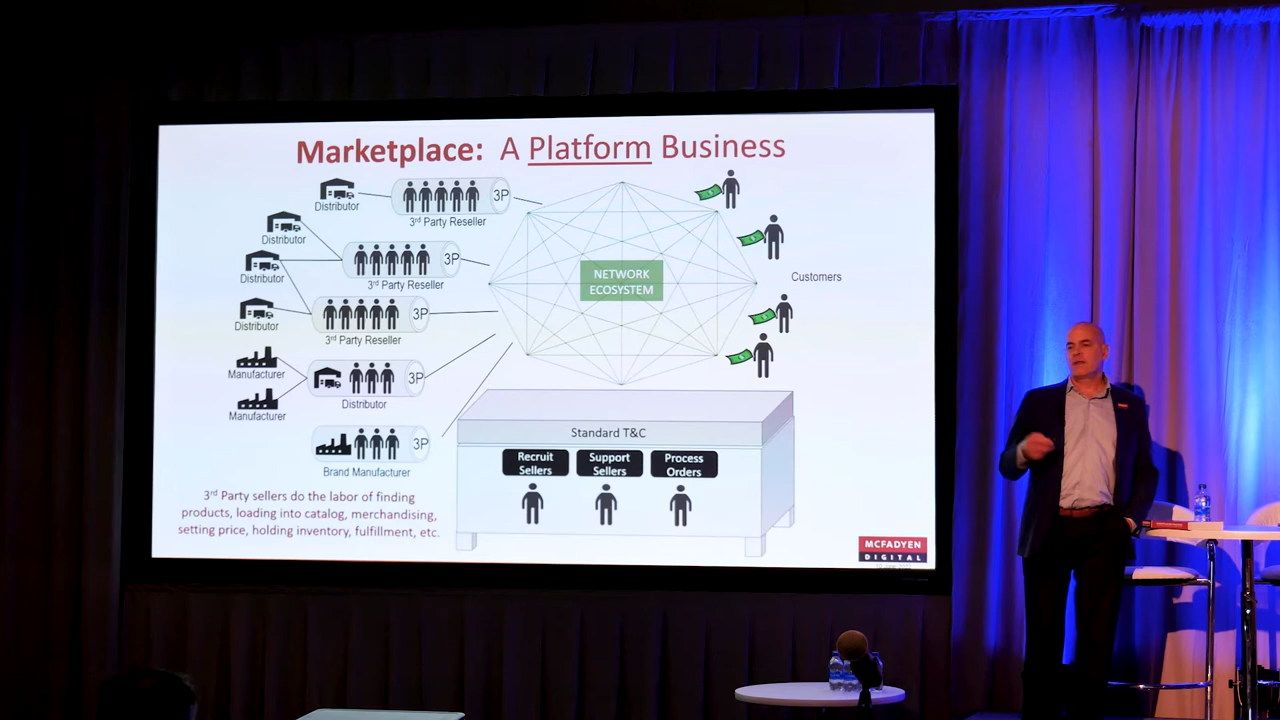 Marketplace: A Platform Business
Distributor
3P
3rd Party Reseller
Distributor
Distributor
3P
3rd Party Reseller
Distributor
3P
3rd Party Reseller
Manufacturer
Manufacturer
3P
Distributor
3P
Brand Manufacturer
NETWORK
ECOSYSTEM
Customers
Standard T&C
Recruit
Sellers
Support
Sellers
Process
Orders
3rd Party sellers do the labor of finding
products, loading into catalog, merchandising,
setting price, holding inventory, fulfillment, etc.
MCFADYEN
DIGITAL